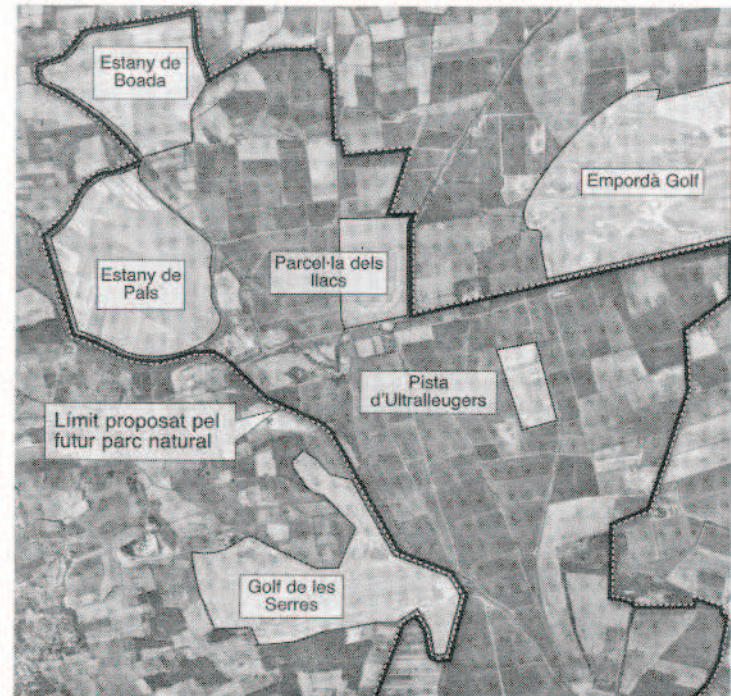 Estany de
Boada
Empordà Golf
Estany de
Pals
Parcel·la dels
llacs
Pista
d'Ultralleugers
Límit proposat pel
futur parc natural
Golf de les
Serres